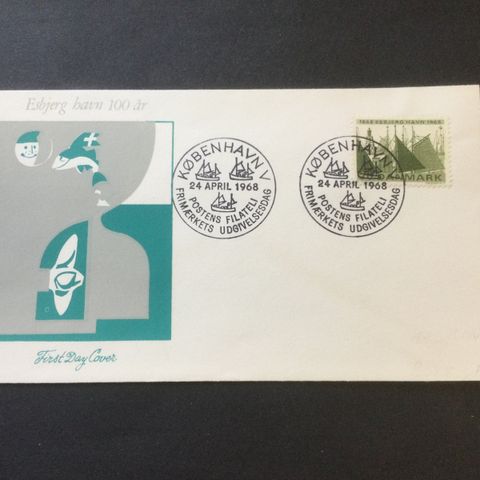 Esbjerg havn 100 år
KØBENHAVN V
24 APRIL 1968
POSTENS FILATELI
FRIMÆRKETS UDGIVELSESDAG
KØBENHAVN V
24 APRIL 1968
POSTENS FILATELI
FRIMÆRKETS UDGIVELSESDAG
1868 ESBJERG HAVN 1968
DANMARK
First Day Cover